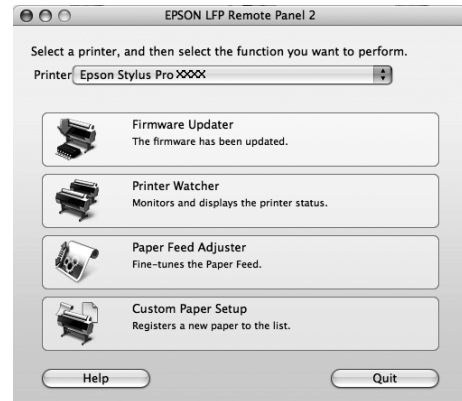 EPSON LFP Remote Panel 2
Select a printer, and then select the function you want to perform.
Printer Epson Stylus Pro XXXX
Firmware Updater
The firmware has been updated.
Printer Watcher
Monitors and displays the printer status.
Paper Feed Adjuster
Fine-tunes the Paper Feed.
Custom Paper Setup
Registers a new paper to the list.
Help Quit